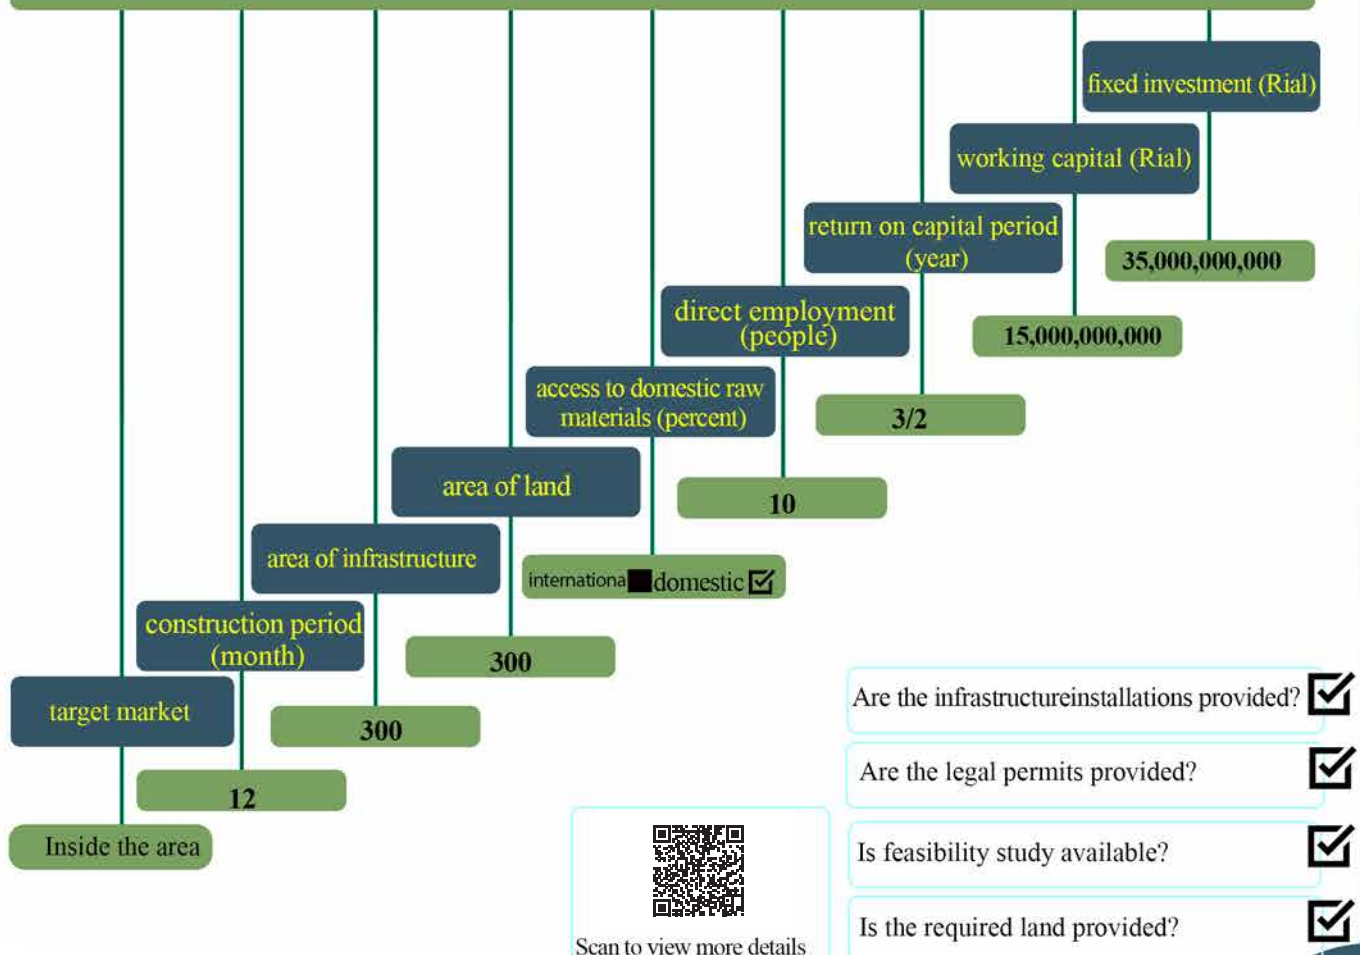 fixed investment (Rial)
35,000,000,000
working capital (Rial)
15,000,000,000
return on capital period
(year)
3/2
direct employment
(people)
10
access to domestic raw
materials (percent)
internationa domestic
area of land
300
area of infrastructure
300
construction period
(month)
12
target market
Inside the area
Are the infrastructureinstallations provided?
Are the legal permits provided?
Is feasibility study available?
Is the required land provided?
Scan to view more details